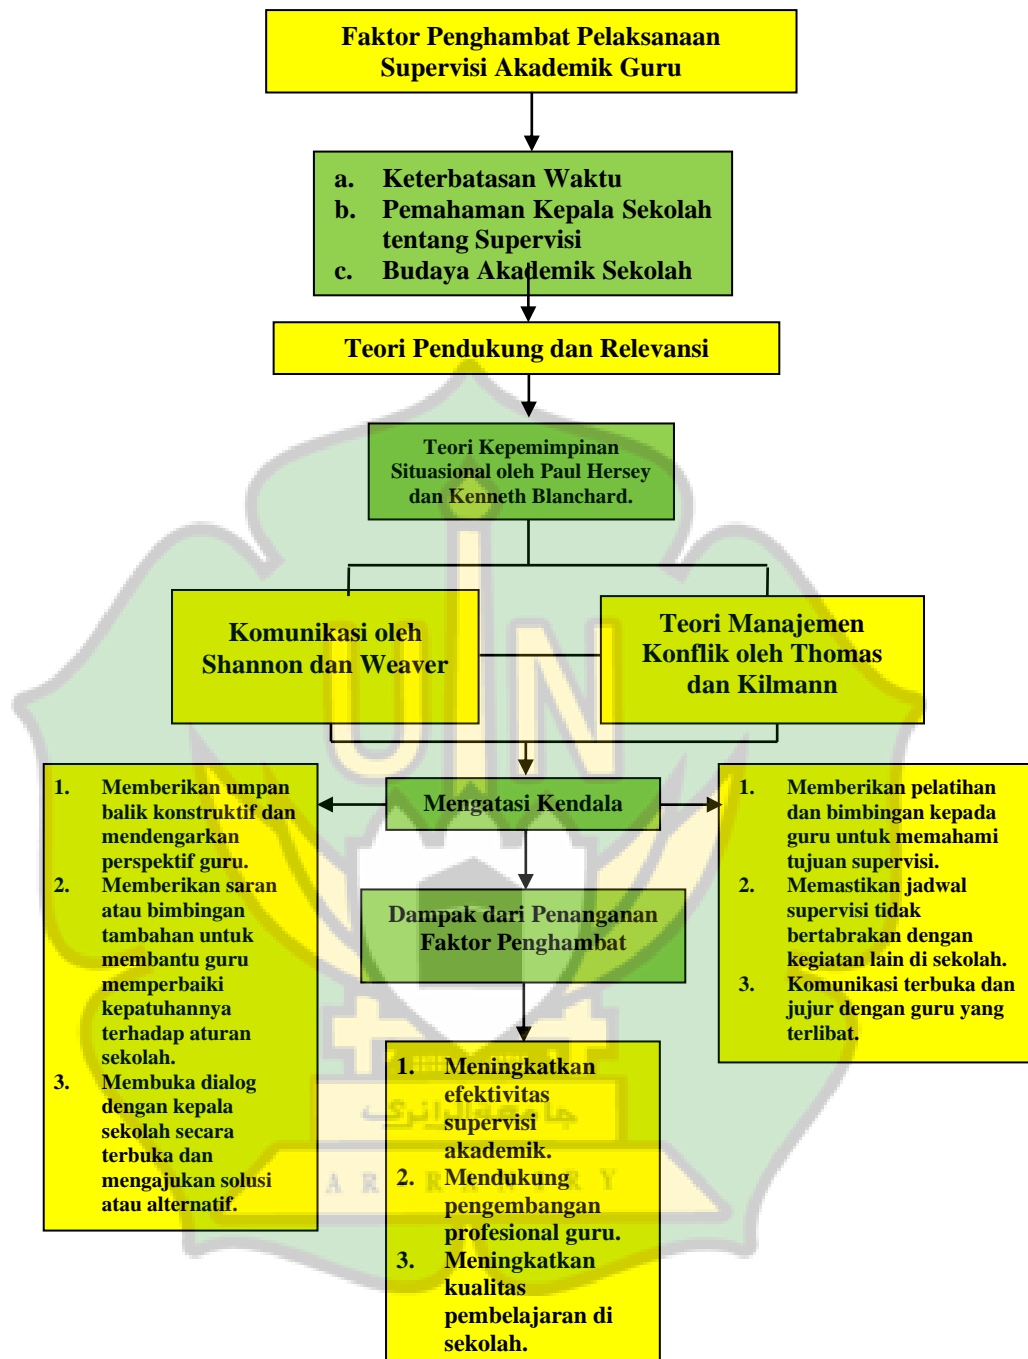 Faktor Penghambat Pelaksanaan
Supervisi Akademik Guru
a. Keterbatasan Waktu
b. Pemahaman Kepala Sekolah
tentang Supervisi
c. Budaya Akademik Sekolah
Teori Pendukung dan Relevansi
Teori Kepemimpinan
Situasional oleh Paul Hersey
dan Kenneth Blanchard.
Komunikasi oleh
Shannon dan Weaver
Teori Manajemen
Konflik oleh Thomas
dan Kilmann
UIN
1. Memberikan umpan
balik konstruktif dan
mendengarkan
perspektif guru.
2. Memberikan saran
atau bimbingan
tambahan untuk
membantu guru
memperbaiki
kepatuhannya
terhadap aturan
sekolah.
3. Membuka dialog
dengan kepala
sekolah secara
terbuka dan
mengajukan solusi
atau alternatif.
Mengatasi Kendala
1. Memberikan pelatihan
dan bimbingan kepada
guru untuk memahami
tujuan supervisi.
2. Memastikan jadwal
supervisi tidak
bertabrakan dengan
kegiatan lain di sekolah.
3. Komunikasi terbuka dan
jujur dengan guru yang
terlibat.
Dampak dari Penanganan
Faktor Penghambat
1. Meningkatkan
efektivitas
supervisi
akademik.
2. Mendukung
pengembangan
profesional guru.
3. Meningkatkan
kualitas
pembelajaran di
sekolah.
جامعة الرانري
AR-RANIRY